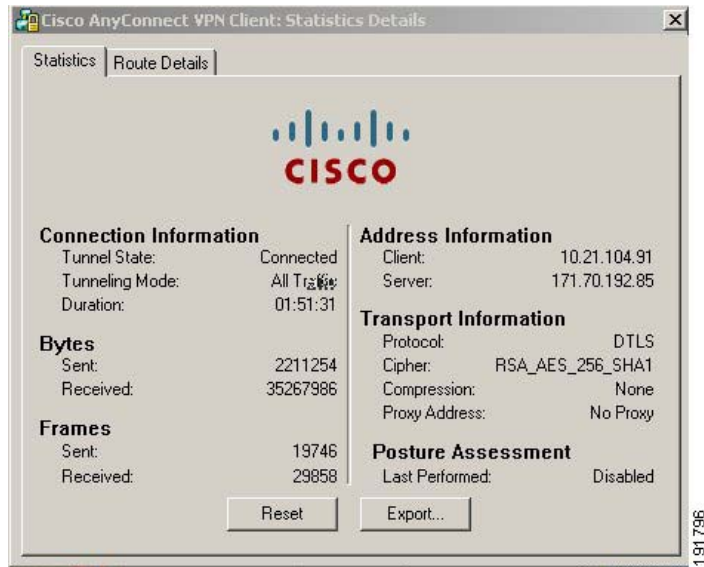 Cisco AnyConnect VPN Client: Statistics Details
Statistics
Route Details
CISCO
Connection Information
Tunnel State: Connected
Tunneling Mode: All
Duration: 01:51:31
Bytes
Sent: 2211254
Received: 35267986
Frames
Sent: 19746
Received: 29858
Address Information
Client: 10.21.104.91
Server: 171.70.192.85
Transport Information
Protocol: DTLS
Cipher: RSA_AES_256_SHA1
Compression: None
Proxy Address: No Proxy
Posture Assessment
Last Performed: Disabled
Reset
Export...
191796